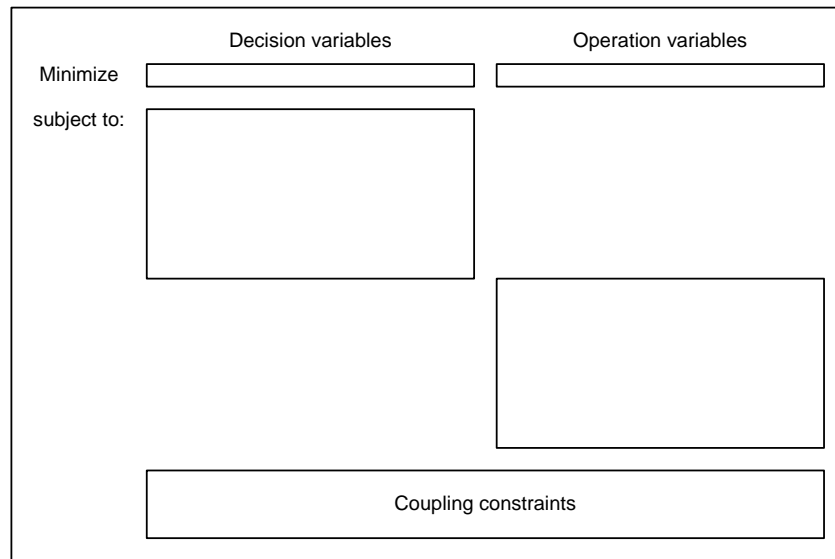 Decision variables
Operation variables
Minimize
subject to:
Coupling constraints